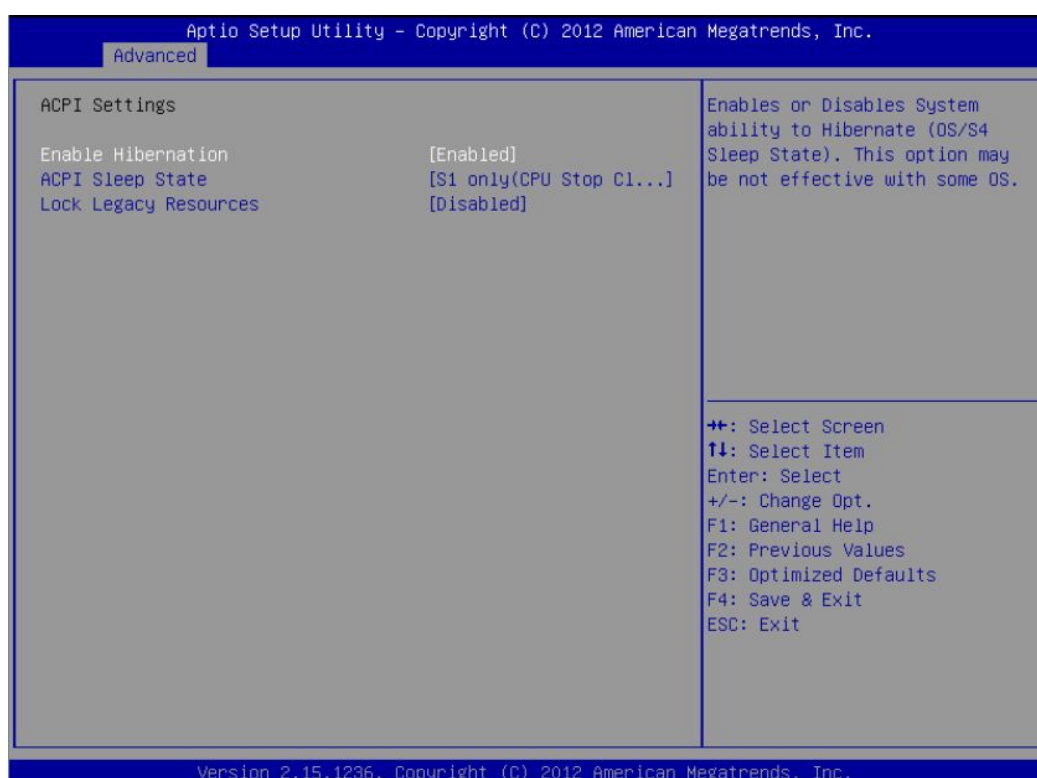 Aptio Setup Utility – Copyright (C) 2012 American Megatrends, Inc.
Advanced
ACPI Settings
Enable Hibernation [Enabled]
ACPI Sleep State [S1 only(CPU Stop Cl...]
Lock Legacy Resources [Disabled]
Enables or Disables System
ability to Hibernate (OS/S4
Sleep State). This option may
be not effective with some OS.
→←: Select Screen
↑↓: Select Item
Enter: Select
+/-: Change Opt.
F1: General Help
F2: Previous Values
F3: Optimized Defaults
F4: Save & Exit
ESC: Exit
Version 2.15.1236. Copyright (C) 2012 American Megatrends, Inc.